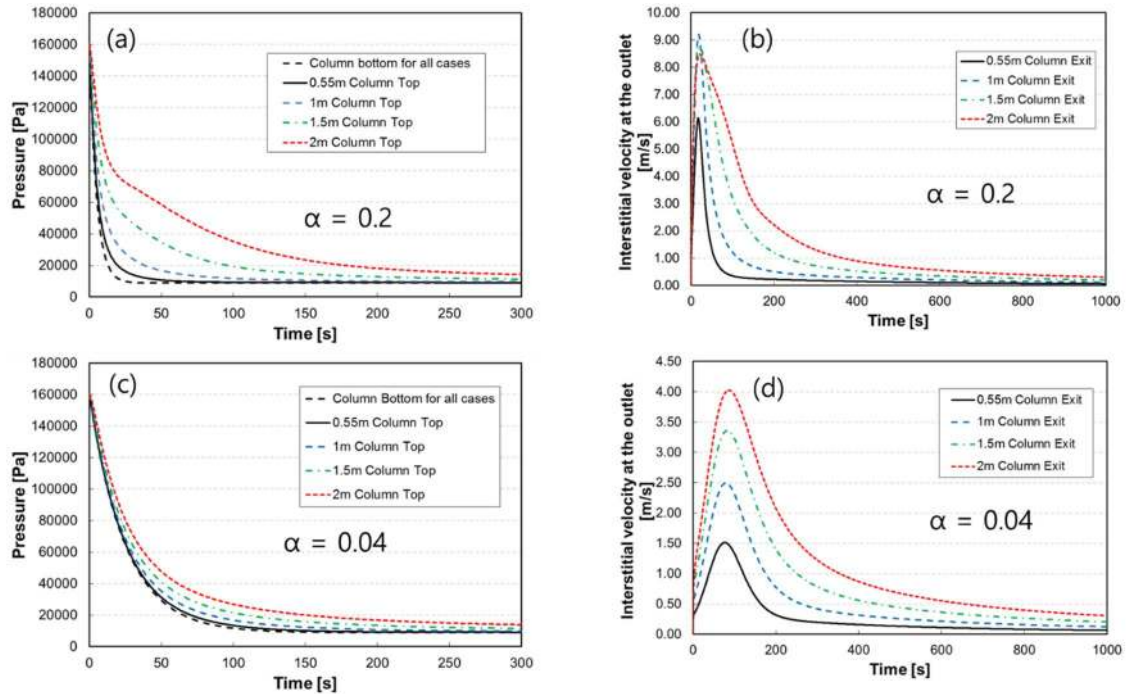 (a)
Pressure [Pa]
180000
160000
140000
120000
100000
80000
60000
40000
20000
0
Column bottom for all cases
0.55m Column Top
1m Column Top
1.5m Column Top
2m Column Top
α = 0.2
0 50 100 150 200 250 300
Time [s]
(b)
Interstitial velocity at the outlet
[m/s]
10.00
9.00
8.00
7.00
6.00
5.00
4.00
3.00
2.00
1.00
0.00
0.55m Column Exit
1m Column Exit
1.5m Column Exit
2m Column Exit
α = 0.2
0 200 400 600 800 1000
Time [s]
(c)
Pressure [Pa]
180000
160000
140000
120000
100000
80000
60000
40000
20000
0
Column Bottom for all cases
0.55m Column Top
1m Column Top
1.5m Column Top
2m Column Top
α = 0.04
0 50 100 150 200 250 300
Time [s]
(d)
Interstitial velocity at the outlet
[m/s]
4.50
4.00
3.50
3.00
2.50
2.00
1.50
1.00
0.50
0.00
0.55m Column Exit
1m Column Exit
1.5m Column Exit
2m Column Exit
α = 0.04
0 200 400 600 800 1000
Time [s]